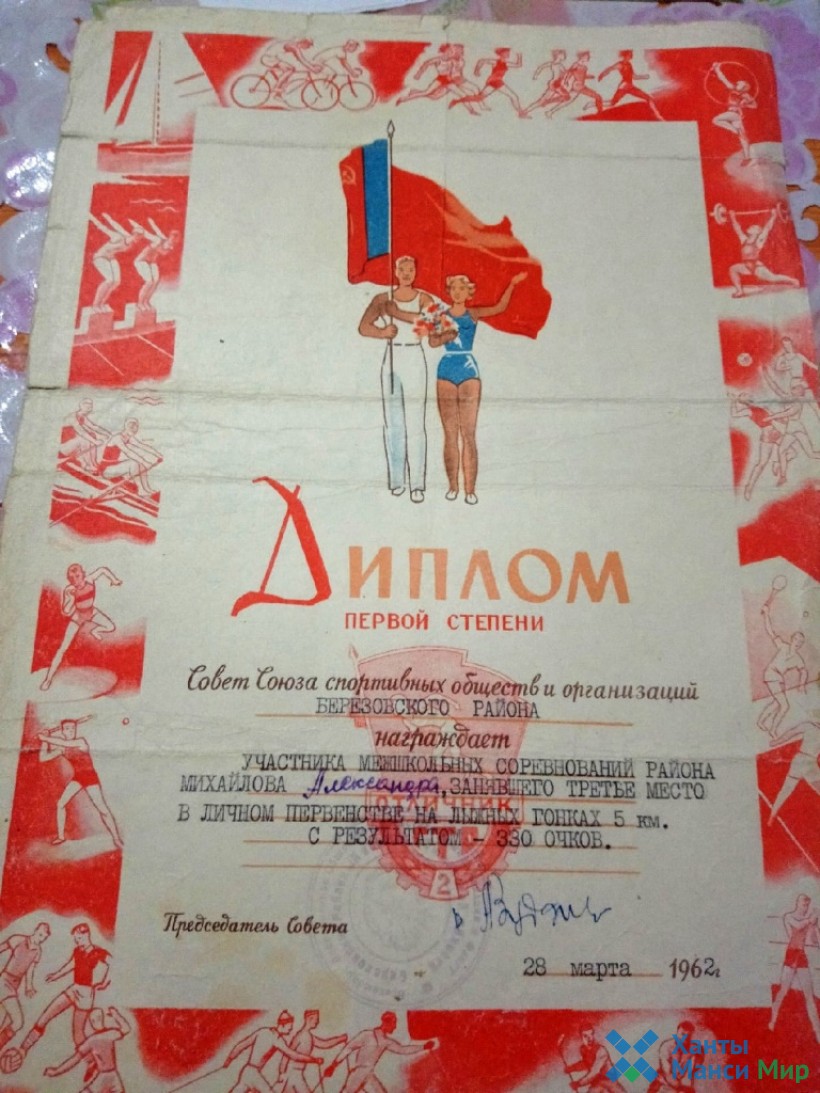 ДИПЛОМ
ПЕРВОЙ СТЕПЕНИ
Совет Союза спортивных обществ и организаций
БЕРЕЗОВСКОГО РАЙОНА
награждает
УЧАСТНИКА МЕЖШКОЛЬНЫХ СОРЕВНОВАНИЙ РАЙОНА
МИХАЙЛОВА Александра, ЗАНЯВШЕГО ТРЕТЬЕ МЕСТО
В ЛИЧНОМ ПЕРВЕНСТВЕ НА ЛЫЖНЫХ ГОНКАХ 5 км.
ОТЛИЧНИК
С РЕЗУЛЬТАТОМ - 330 ОЧКОВ.
2
Председатель Совета
28 марта 1962г
Ханты
Манси Мир